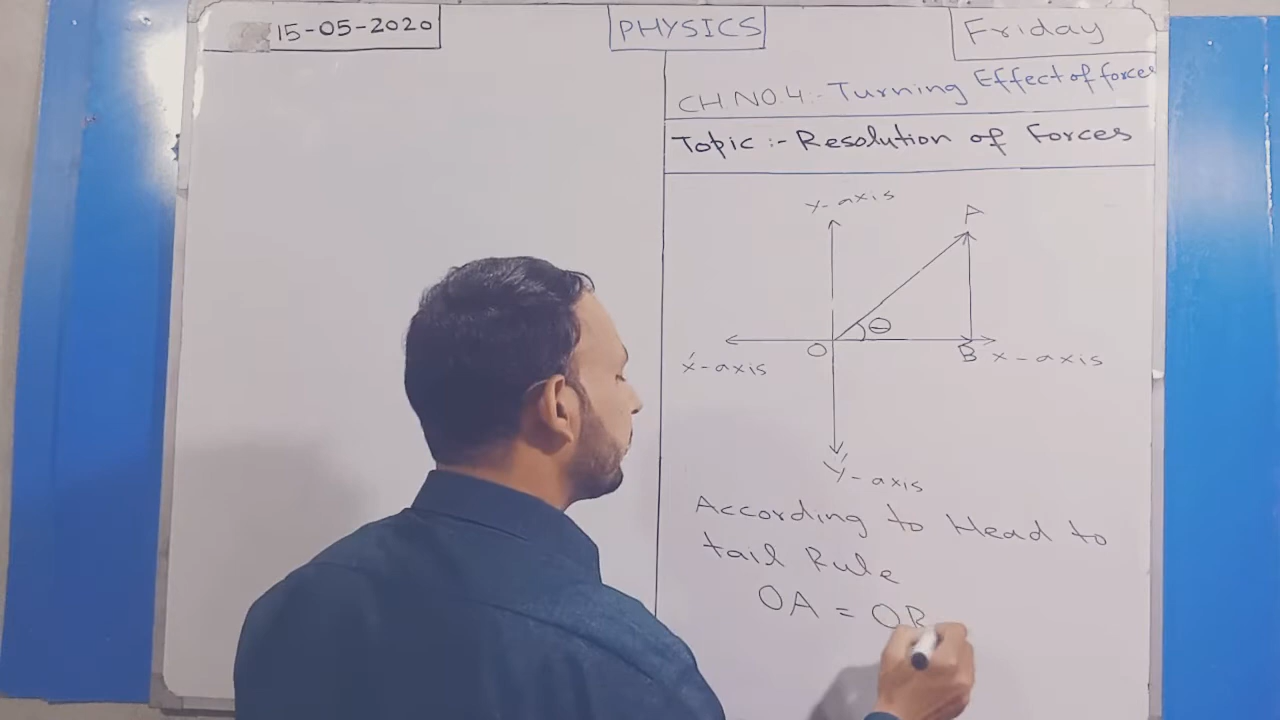 15-05-2020
PHYSICS
Friday
CH NO.4:- Turning Effect of forces
Topic:- Resolution of Forces
Y-axis
A
θ
O
B
x-axis
x́-axis
Y'-axis
According to Head to
tail Rule
OA = OB